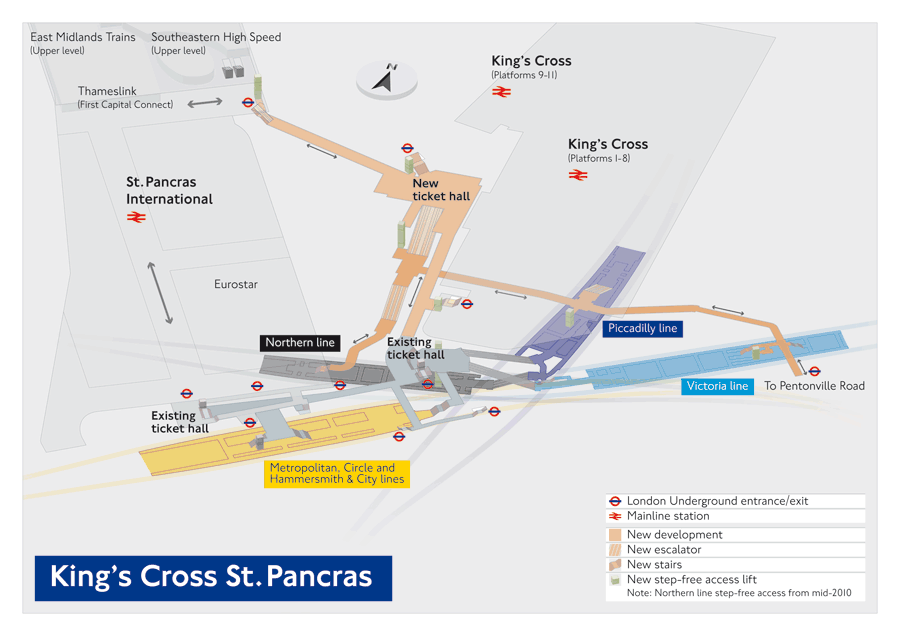 East Midlands Trains
(Upper level)
Southeastern High Speed
(Upper level)
Thameslink
(First Capital Connect)
N
King's Cross
(Platforms 9-11)
King's Cross
(Platforms 1-8)
St. Pancras
International
New
ticket hall
Eurostar
Northern line
Existing
ticket hall
Piccadilly line
Victoria line
To Pentonville Road
Existing
ticket hall
Metropolitan, Circle and
Hammersmith & City lines
London Underground entrance/exit
Mainline station
New development
New escalator
New stairs
New step-free access lift
Note: Northern line step-free access from mid-2010
King's Cross St. Pancras